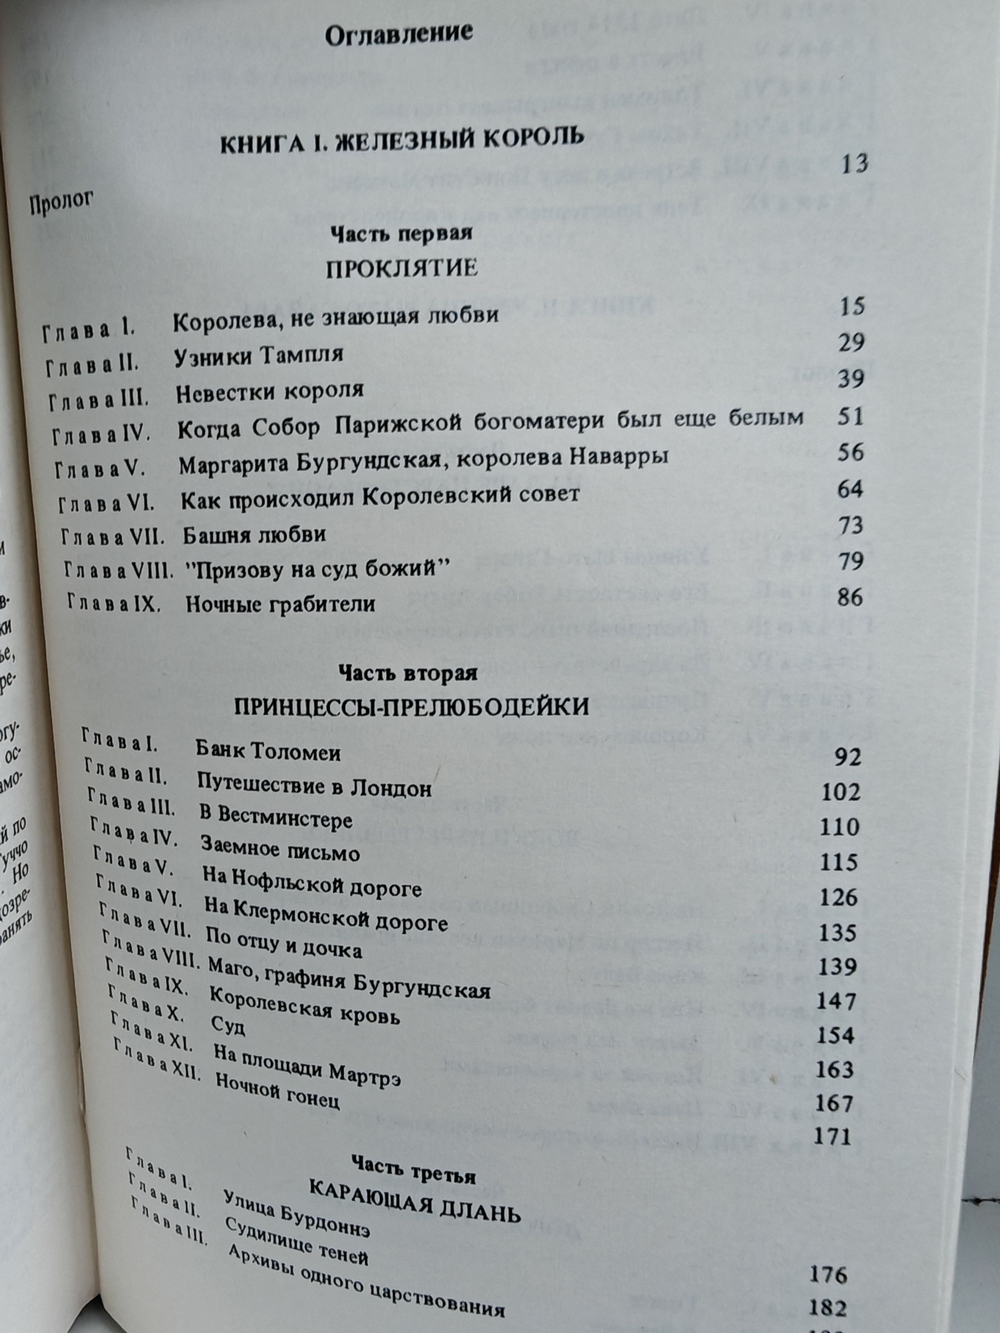 Оглавление
КНИГА I. ЖЕЛЕЗНЫЙ КОРОЛЬ
Пролог 13
Часть первая
ПРОКЛЯТИЕ
Глава I. Королева, не знающая любви 15
Глава II. Узники Тампля 29
Глава III. Невестки короля 39
Глава IV. Когда Собор Парижской богоматери был еще белым 51
Глава V. Маргарита Бургундская, королева Наварры 56
Глава VI. Как происходил Королевский совет 64
Глава VII. Башня любви 73
Глава VIII. "Призову на суд божий" 79
Глава IX. Ночные грабители 86
Часть вторая
ПРИНЦЕССЫ-ПРЕЛЮБОДЕЙКИ
Глава I. Банк Толомеи 92
Глава II. Путешествие в Лондон 102
Глава III. В Вестминстере 110
Глава IV. Заемное письмо 115
Глава V. На Нофльской дороге 126
Глава VI. На Клермонской дороге 135
Глава VII. По отцу и дочка 139
Глава VIII. Маго, графиня Бургундская 147
Глава IX. Королевская кровь 154
Глава X. Суд 163
Глава XI. На площади Мартрэ 167
Глава XII. Ночной гонец 171
Часть третья
КАРАЮЩАЯ ДЛАНЬ
Глава I. Улица Бурдоннэ 176
Глава II. Судилище теней 182
Глава III. Архивы одного царствования